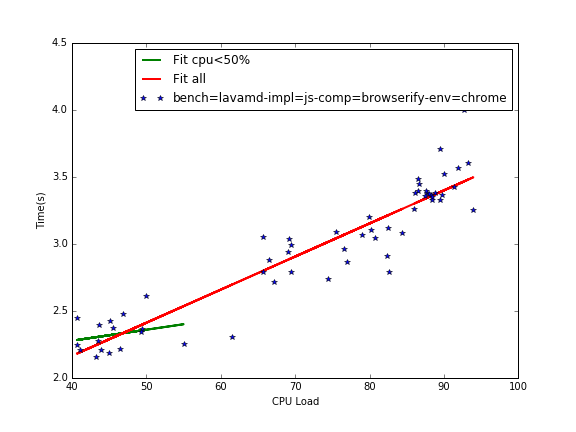 4.5
4.0
3.5
3.0
2.5
2.0
Time(s)
Fit cpu<50%
Fit all
bench=lavamd-impl=js-comp=browserify-env=chrome
40
50
60
70
80
90
100
CPU Load